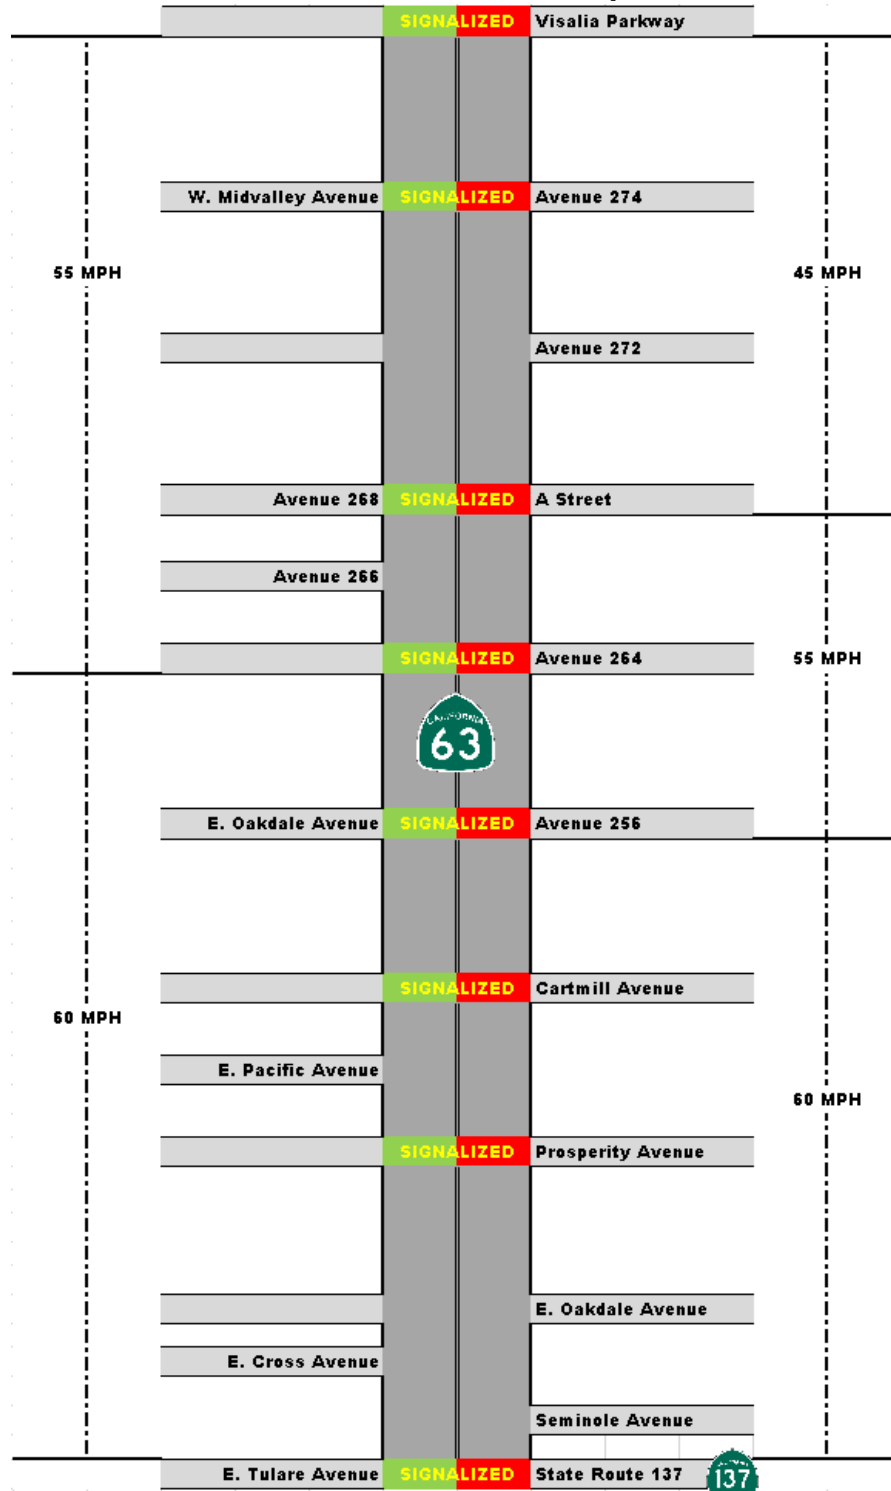 SIGNALIZED Visalia Parkway
W. Midvalley Avenue SIGNALIZED Avenue 274
55 MPH 45 MPH
Avenue 272
Avenue 268 SIGNALIZED A Street
Avenue 266
SIGNALIZED Avenue 264 55 MPH
CALIFORNIA
63
E. Oakdale Avenue SIGNALIZED Avenue 256
SIGNALIZED Cartmill Avenue
60 MPH
E. Pacific Avenue
60 MPH
SIGNALIZED Prosperity Avenue
E. Oakdale Avenue
E. Cross Avenue
Seminole Avenue
E. Tulare Avenue SIGNALIZED State Route 137 137